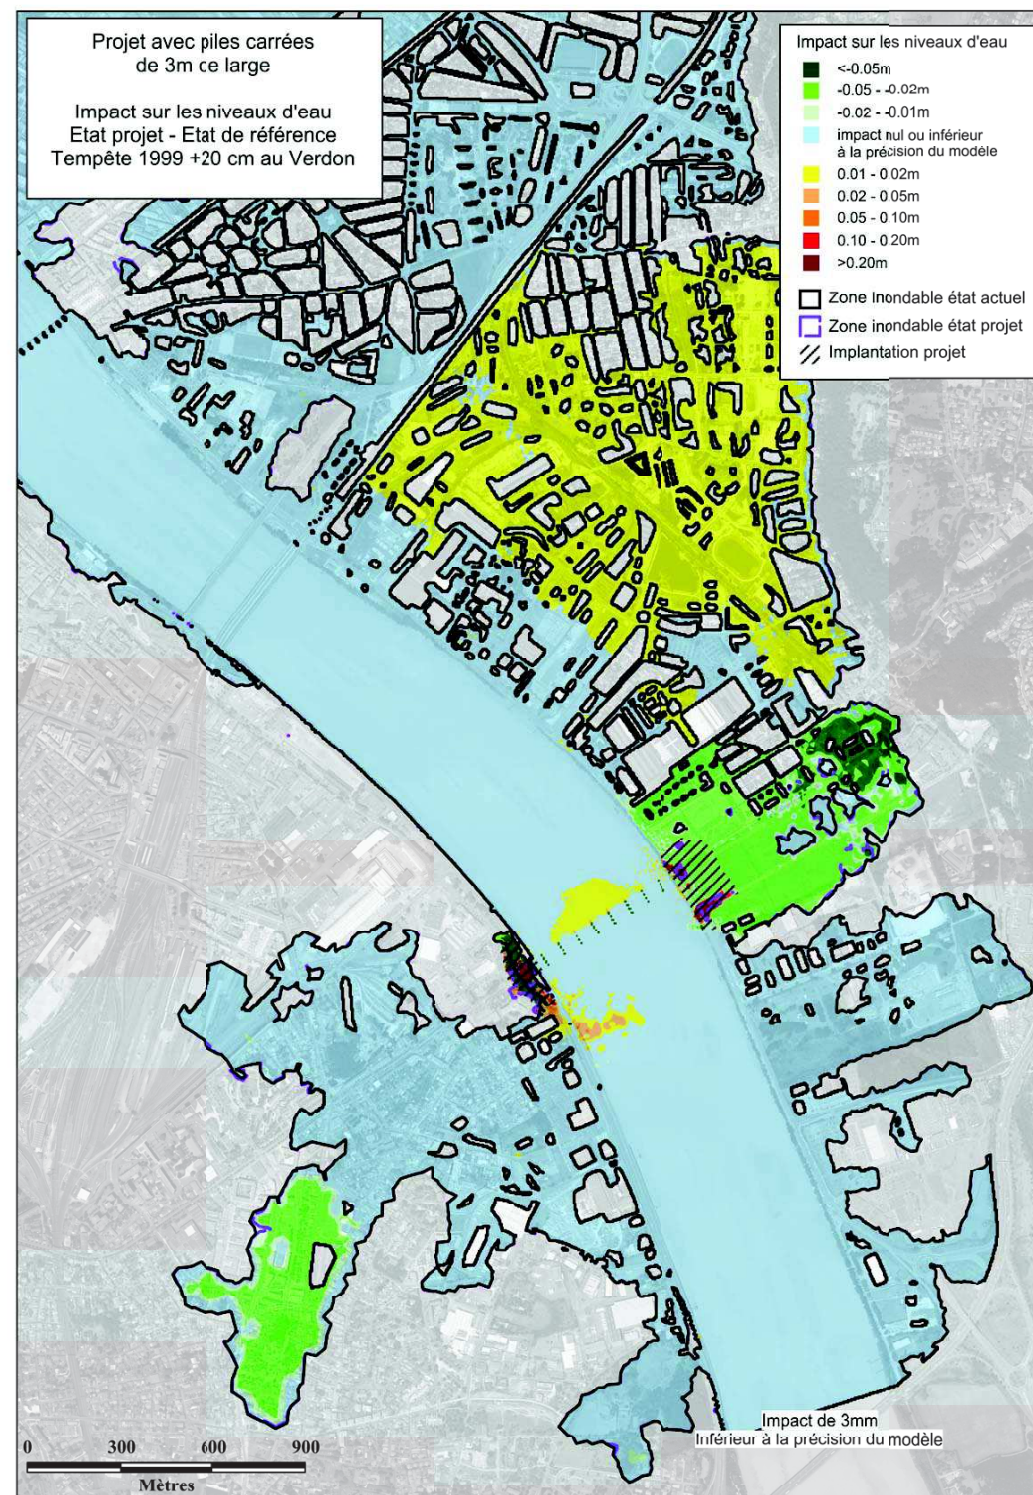 Projet avec piles carrées
de 3m de large
Impact sur les niveaux d'eau
Etat projet - Etat de référence
Tempête 1999 +20 cm au Verdon
Impact sur les niveaux d'eau
<-0.05m
-0.05 - -0.02m
-0.02 - -0.01m
impact nul ou inférieur
à la précision du modèle
0.01 - 0.02m
0.02 - 0.05m
0.05 - 0.10m
0.10 - 0.20m
>0.20m
Zone inondable état actuel
Zone inondable état projet
Implantation projet
Impact de 3mm
Inférieur à la précision du modèle
0 300 600 900
Mètres